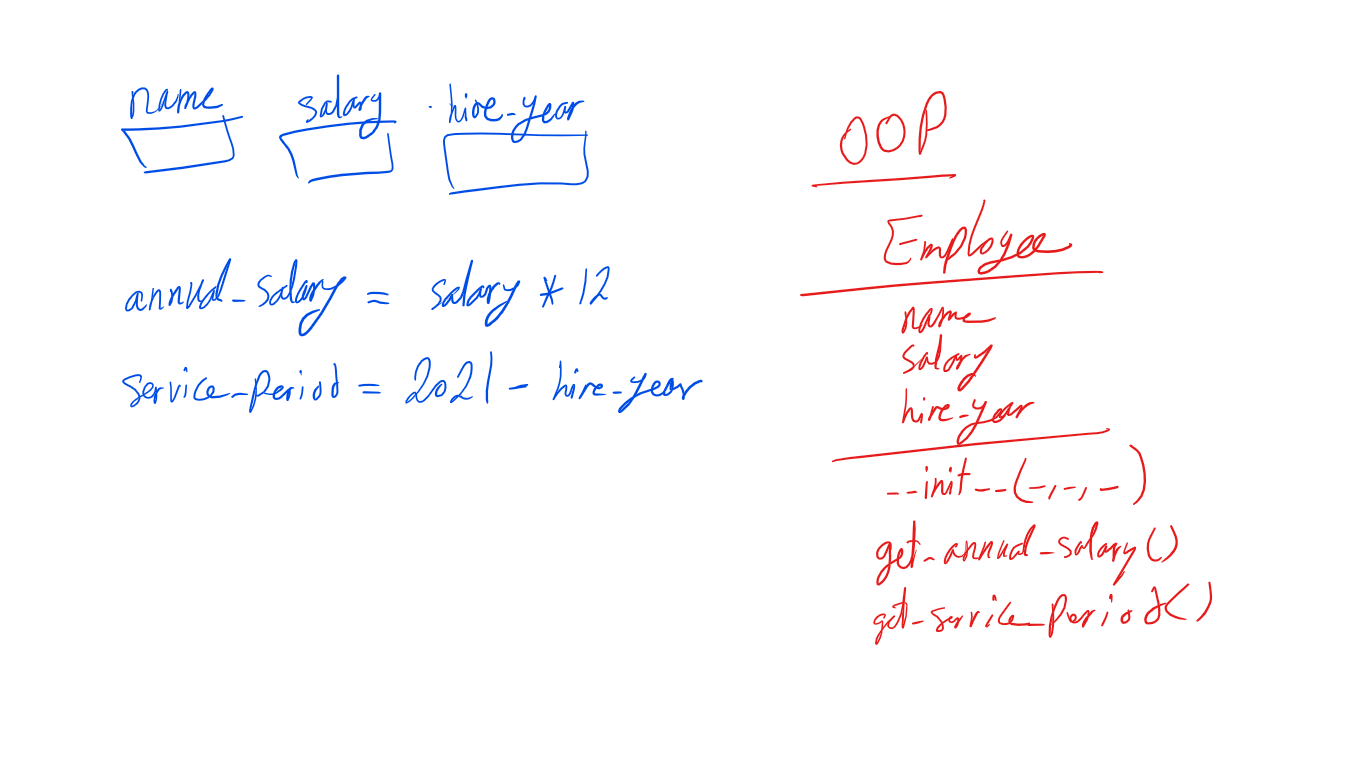 name salary hire_year
annual_salary = salary * 12
service_period = 2021 - hire_year
OOP
Employee
name
salary
hire_year
__init__(_,_,_)
get_annual_salary()
get_service_period()